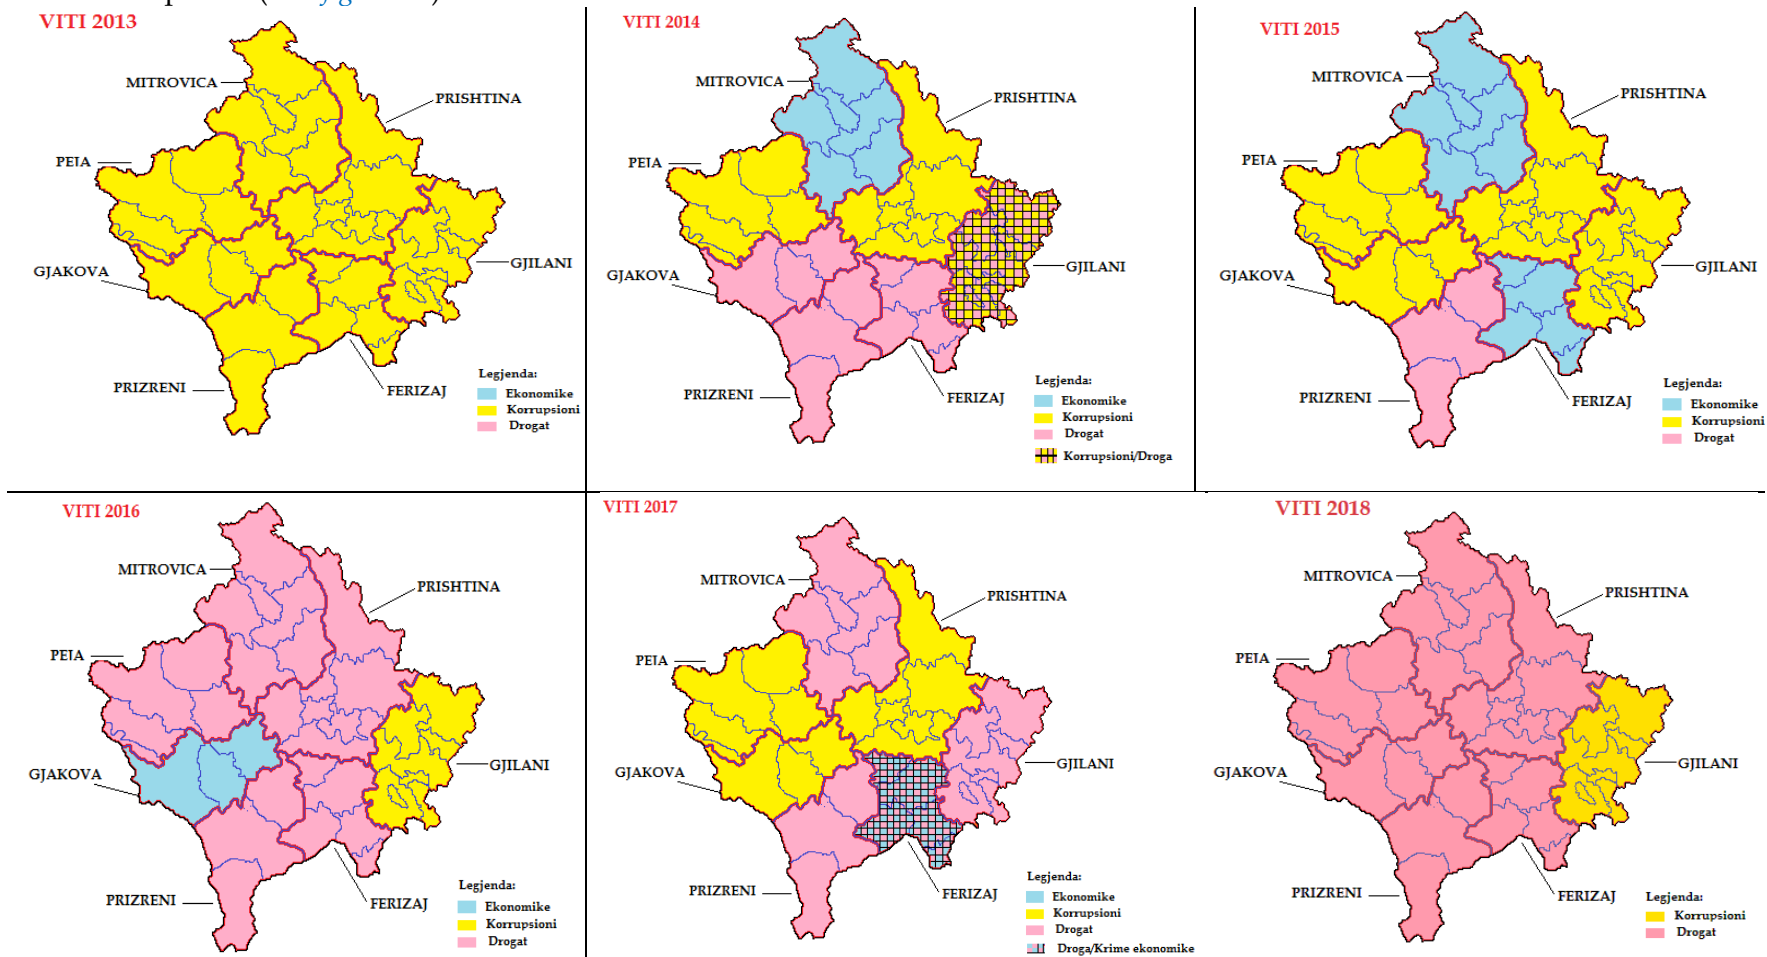 VITI 2013
MITROVICA
PRISHTINA
PEJA
GJAKOVA
GJILANI
PRIZRENI
FERIZAJ
Legjenda:
Ekonomike
Korrupsioni
Drogat
VITI 2014
MITROVICA
PRISHTINA
PEJA
GJAKOVA
GJILANI
PRIZRENI
FERIZAJ
Legjenda:
Ekonomike
Korrupsioni
Drogat
Korrupsioni/Droga
VITI 2015
MITROVICA
PRISHTINA
PEJA
GJAKOVA
GJILANI
PRIZRENI
FERIZAJ
Legjenda:
Ekonomike
Korrupsioni
Drogat
VITI 2016
MITROVICA
PRISHTINA
PEJA
GJAKOVA
GJILANI
PRIZRENI
FERIZAJ
Legjenda:
Ekonomike
Korrupsioni
Drogat
VITI 2017
MITROVICA
PRISHTINA
PEJA
GJAKOVA
GJILANI
PRIZRENI
FERIZAJ
Legjenda:
Ekonomike
Korrupsioni
Drogat
Droga/Krime ekonomike
VITI 2018
MITROVICA
PRISHTINA
PEJA
GJAKOVA
GJILANI
PRIZRENI
FERIZAJ
Legjenda:
Korrupsioni
Drogat